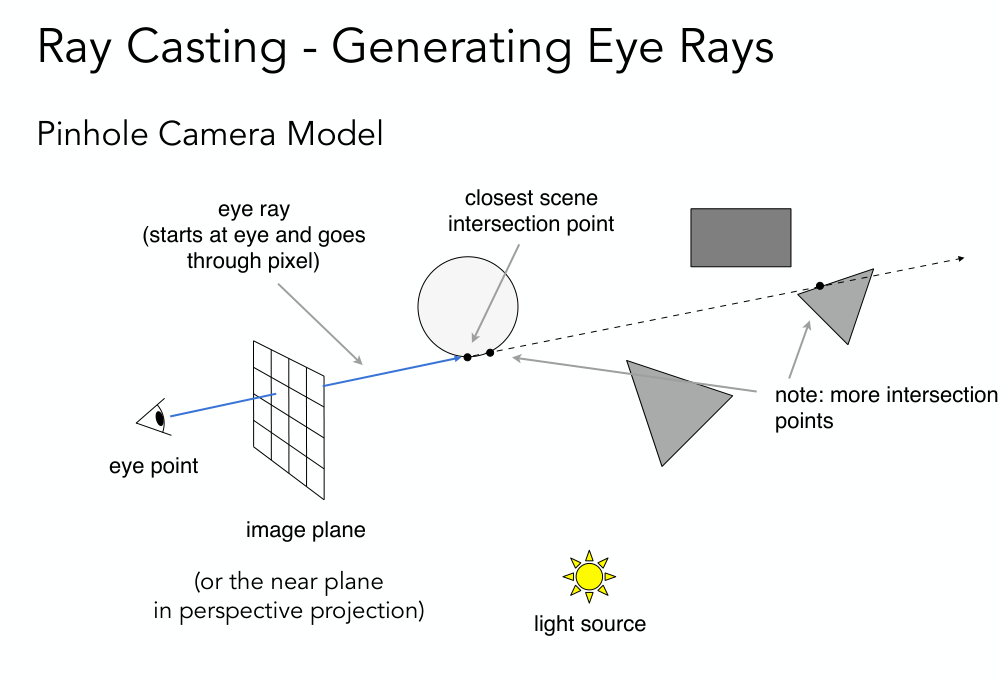 Ray Casting - Generating Eye Rays
Pinhole Camera Model
eye ray
(starts at eye and goes
through pixel)
closest scene
intersection point
note: more intersection
points
eye point
image plane
(or the near plane
in perspective projection)
light source